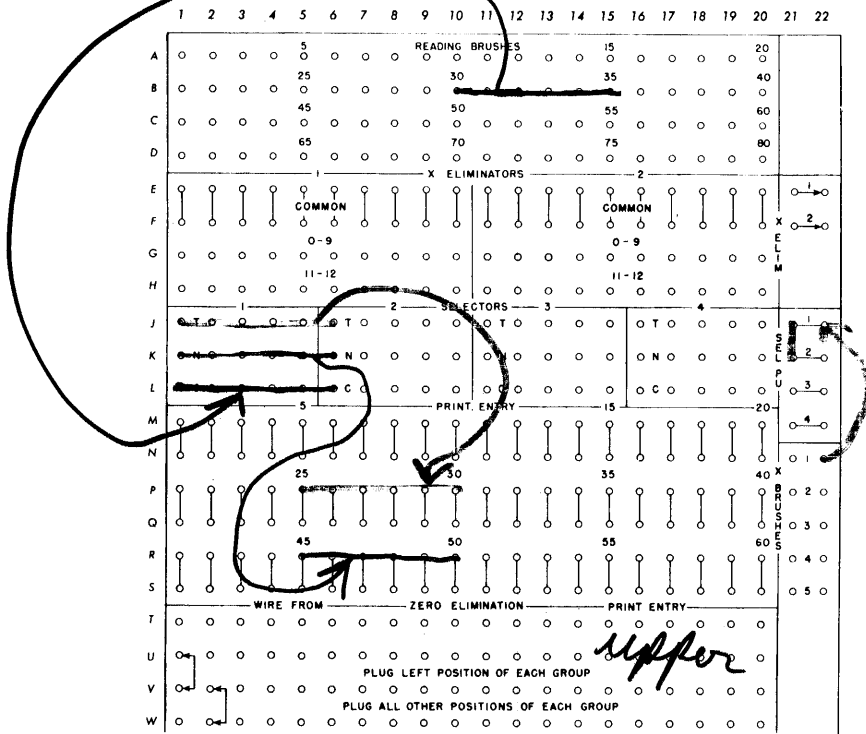 1 2 3 4 5 6 7 8 9 10 11 12 13 14 15 16 17 18 19 20 21 22
5 READING BRUSHES 15 20
A
25 30 35 40
B
45 50 55 60
C
65 70 75 80
D
1 X ELIMINATORS 2
E 1
COMMON COMMON
F 2
X ELIM
0-9 0-9
G
11-12 11-12
H
1 2 SELECTORS 3 4
J T T T T 1
SEL PU
K N N N N 2
L C C C 3
5 PRINT ENTRY 15 20
M 4
N 1
X BRUSHES
25 30 35 40
P 2
Q 3
45 50 55 60
R 4
S 5
WIRE FROM ZERO ELIMINATION PRINT ENTRY
T
upper
U
PLUG LEFT POSITION OF EACH GROUP
V
PLUG ALL OTHER POSITIONS OF EACH GROUP
W